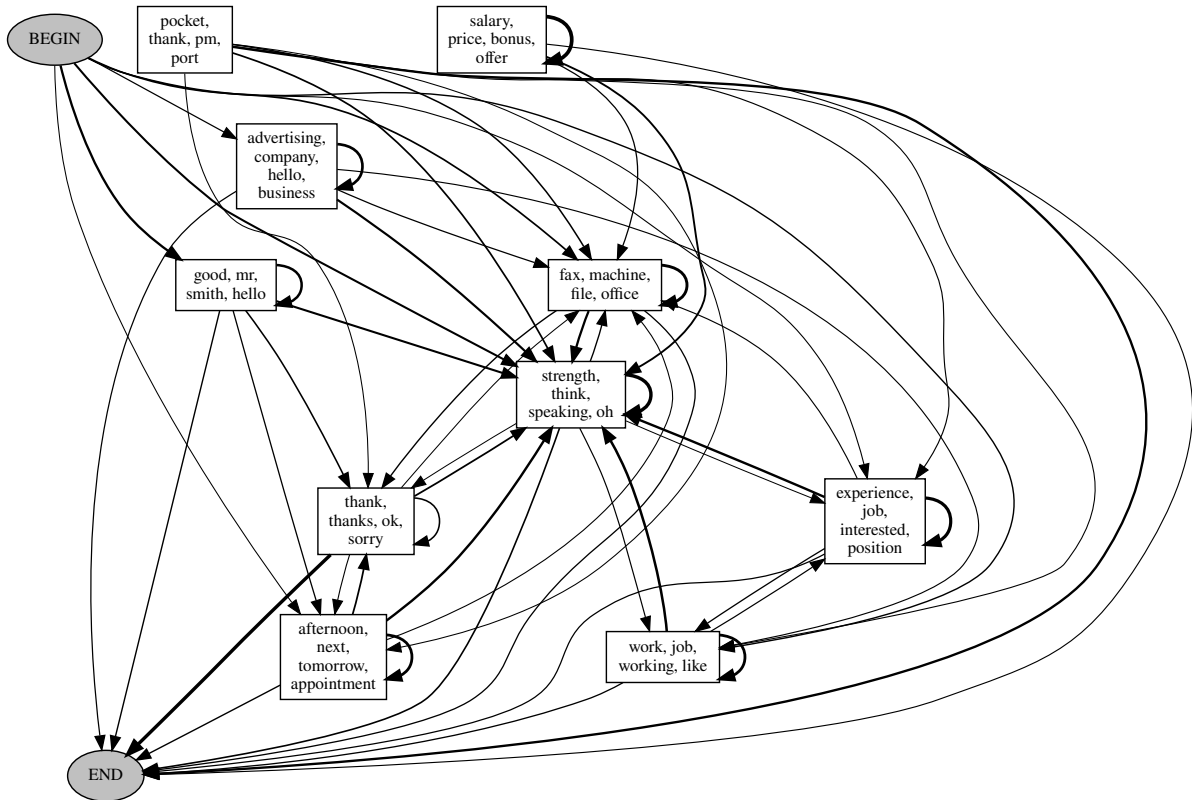 BEGIN
pocket,
thank, pm,
port
salary,
price, bonus,
offer
advertising,
company,
hello,
business
good, mr,
smith, hello
fax, machine,
file, office
strength,
think,
speaking, oh
thank,
thanks, ok,
sorry
experience,
job,
interested,
position
afternoon,
next,
tomorrow,
appointment
work, job,
working, like
END